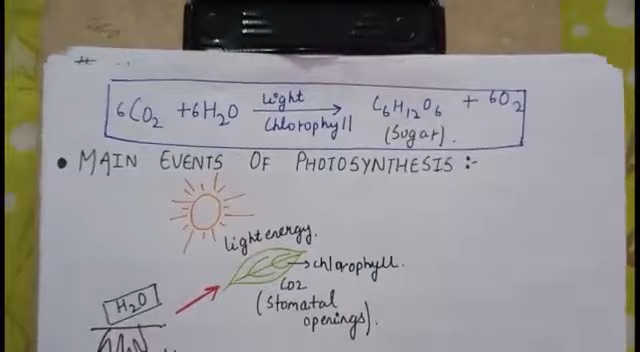 6CO2 + 6H2O Light Chlorophyll → C6H12O6 (Sugar). + 6O2
• MAIN EVENTS OF PHOTOSYNTHESIS :-
light energy.
→ chlorophyll.
CO2
(Stomatal
openings).
H2O